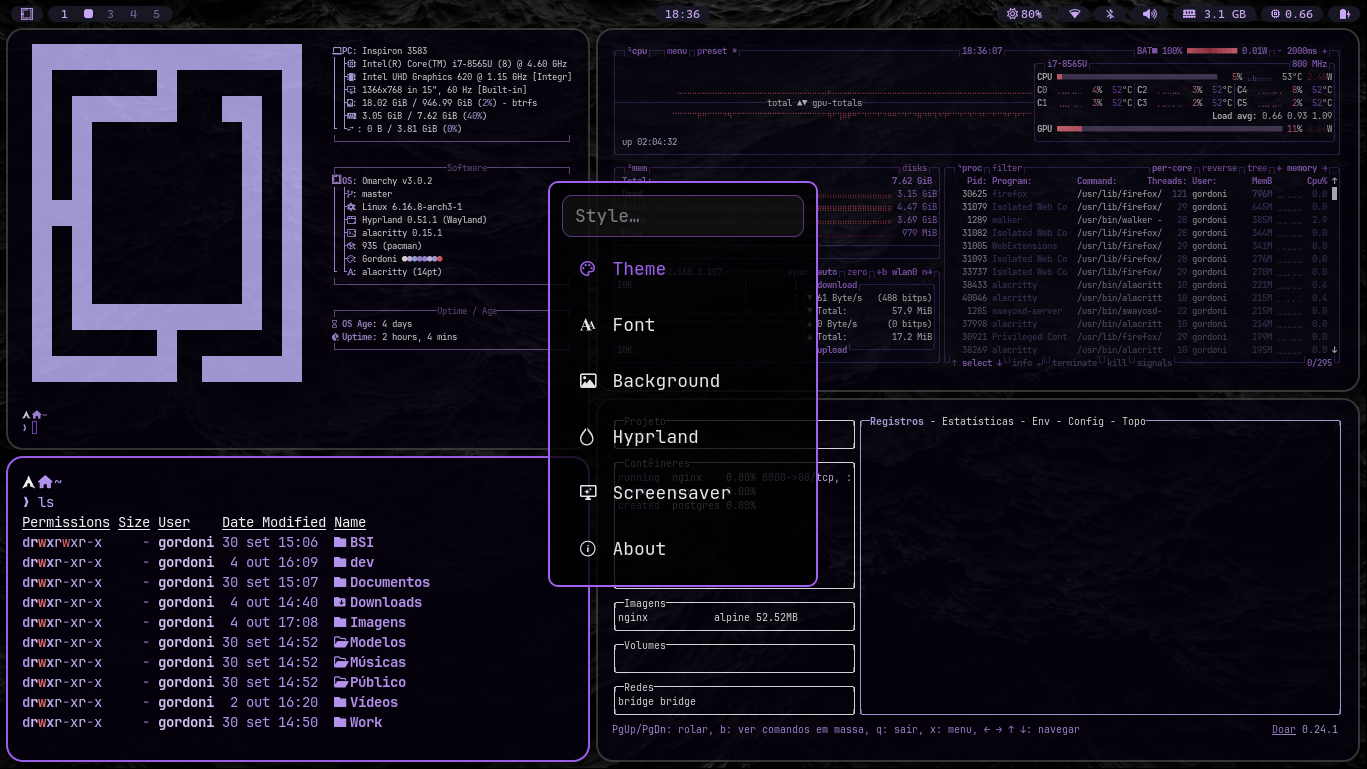 1 3 4 5
18:36
80% 3.1 GB 0.66
PC: Inspiron 3583
Intel(R) Core(TM) i7-8565U (8) @ 4.60 GHz
Intel UHD Graphics 620 @ 1.15 GHz [Integr]
1366x768 in 15", 60 Hz [Built-in]
: 18.02 GiB / 946.99 GiB (2%) - btrfs
3.05 GiB / 7.62 GiB (40%)
: 0 B / 3.81 GiB (0%)
Software
OS: Omarchy v3.0.2
master
Linux 6.16.8-arch3-1
Hyprland 0.51.1 (Wayland)
alacritty 0.15.1
935 (pacman)
: Gordoni
: alacritty (14pt)
Uptime / Age
OS Age: 4 days
Uptime: 2 hours, 4 mins
~
❯
~
❯ ls
Permissions Size User Date Modified Name
drwxrwxr-x - gordoni 30 set 15:06 BSI
drwxr-xr-x - gordoni 4 out 16:09 dev
drwxr-xr-x - gordoni 30 set 15:07 Documentos
drwxr-xr-x - gordoni 4 out 14:40 Downloads
drwxr-xr-x - gordoni 4 out 17:08 Imagens
drwxr-xr-x - gordoni 30 set 14:52 Modelos
drwxr-xr-x - gordoni 30 set 14:52 Músicas
drwxr-xr-x - gordoni 30 set 14:52 Público
drwxr-xr-x - gordoni 2 out 16:20 Vídeos
drwxr-xr-x - gordoni 30 set 14:50 Work
¹cpu menu preset * 18:36:07 BAT■ 100% 0.01W - 2000ms +
i7-8565U 800 MHz
CPU 5% 53°C
C0 4% 52°C C2 3% 52°C C4 8% 52°C
C1 3% 52°C C3 2% 52°C C5 2% 52°C
total ▲▼ gpu-totals
Load avg: 0.66 0.93 1.09
GPU 11%
up 02:04:32
²mem disks
7.62 GiB
3.15 GiB
4.47 GiB
3.69 GiB
979 MiB
auto zero ←b wlan0 n→
10K download
▼ 61 Byte/s (488 bitps)
▼ Total: 57.9 MiB
▲ 0 Byte/s (0 bitps)
▲ Total: 17.2 MiB
10K upload
⁴proc filter per-core reverse tree ← memory →
Pid: Program: Command: Threads: User: MemB Cpu% ↑
30625 firefox /usr/lib/firefox/ 121 gordoni 796M 0.0
31079 Isolated Web Co /usr/lib/firefox/ 29 gordoni 645M 0.0
1289 walker /usr/bin/walker - 28 gordoni 385M 2.9
31082 Isolated Web Co /usr/lib/firefox/ 28 gordoni 344M 0.0
31005 WebExtensions /usr/lib/firefox/ 29 gordoni 341M 0.0
31093 Isolated Web Co /usr/lib/firefox/ 28 gordoni 276M 0.0
33737 Isolated Web Co /usr/lib/firefox/ 29 gordoni 270M 0.0
38433 alacritty /usr/bin/alacritt 10 gordoni 221M 0.4
40046 alacritty /usr/bin/alacritt 10 gordoni 215M 0.4
1285 swayosd-server /usr/bin/swayosd- 22 gordoni 215M 0.0
37998 alacritty /usr/bin/alacritt 10 gordoni 214M 0.0
30921 Privileged Cont /usr/lib/firefox/ 29 gordoni 199M 0.0
38269 alacritty /usr/bin/alacritt 10 gordoni 198M 0.0 ↓
↑ select ↓ info ↵ terminate kill signals 0/295
Style…
Theme
Font
Background
Hyprland
Screensaver
About
Projeto
Contêineres
running nginx 0.00% 8000->80/tcp, :
0.00%
created postgres 0.00%
Imagens
nginx alpine 52.52MB
Volumes
Redes
bridge bridge
Registros - Estatísticas - Env - Config - Topo
PgUp/PgDn: rolar, b: ver comandos em massa, q: sair, x: menu, ← → ↑ ↓: navegar Doar 0.24.1